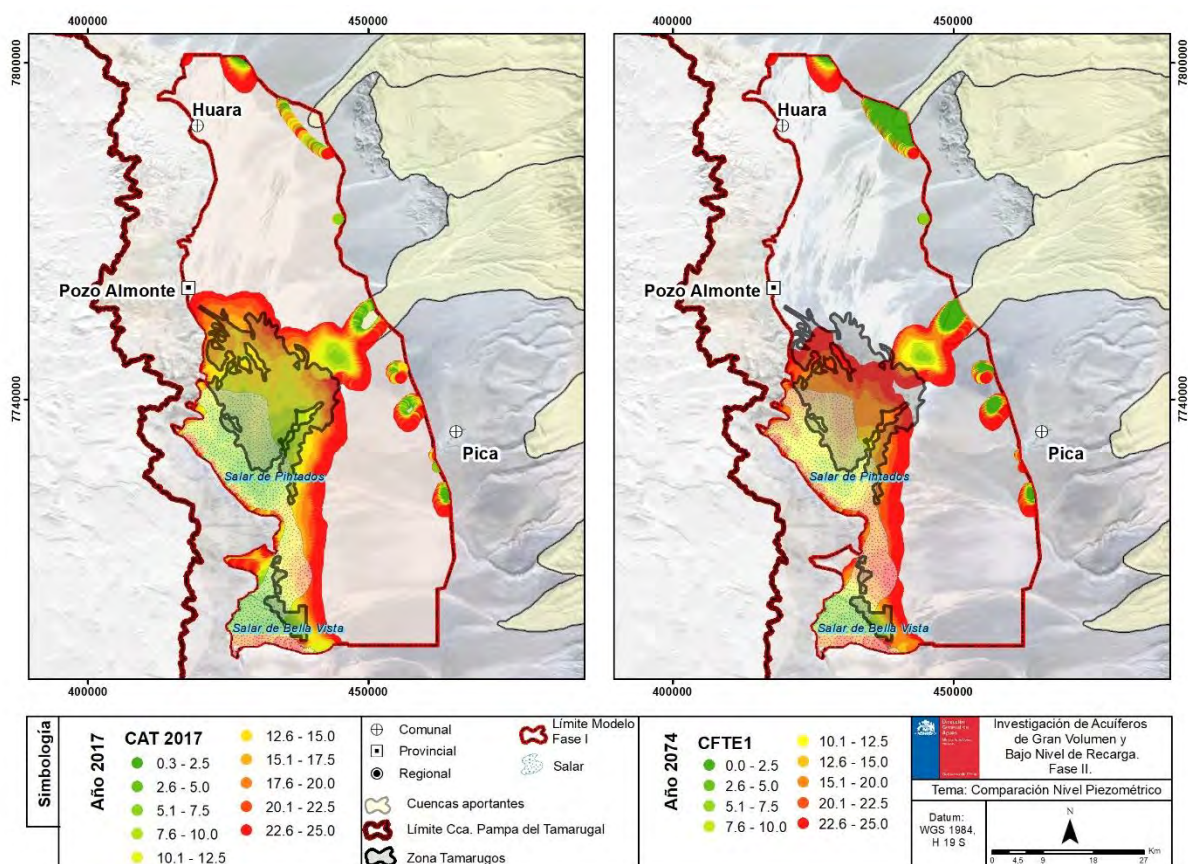 400000
450000
400000
450000
7800000
7800000
Huara
Huara
Pozo Almonte
Pozo Almonte
7740000
7740000
Pica
Pica
Salar de Pintados
Salar de Pintados
Salar de Bella Vista
Salar de Bella Vista
400000
450000
400000
450000
Simbología
Año 2017
CAT 2017
0.3 - 2.5
2.6 - 5.0
5.1 - 7.5
7.6 - 10.0
10.1 - 12.5
12.6 - 15.0
15.1 - 17.5
17.6 - 20.0
20.1 - 22.5
22.6 - 25.0
Comunal
Provincial
Regional
Cuencas aportantes
Límite Cca. Pampa del Tamarugal
Zona Tamarugos
Límite Modelo
Fase I
Salar
Año 2074
CFTE1
0.0 - 2.5
2.6 - 5.0
5.1 - 7.5
7.6 - 10.0
10.1 - 12.5
12.6 - 15.0
15.1 - 20.0
20.1 - 22.5
22.6 - 25.0
Investigación de Acuíferos
de Gran Volumen y
Bajo Nivel de Recarga.
Fase II.
Tema: Comparación Nivel Piezométrico
Datum:
WGS 1984,
H 19 S
N
Km
0 4,5 9 18 27